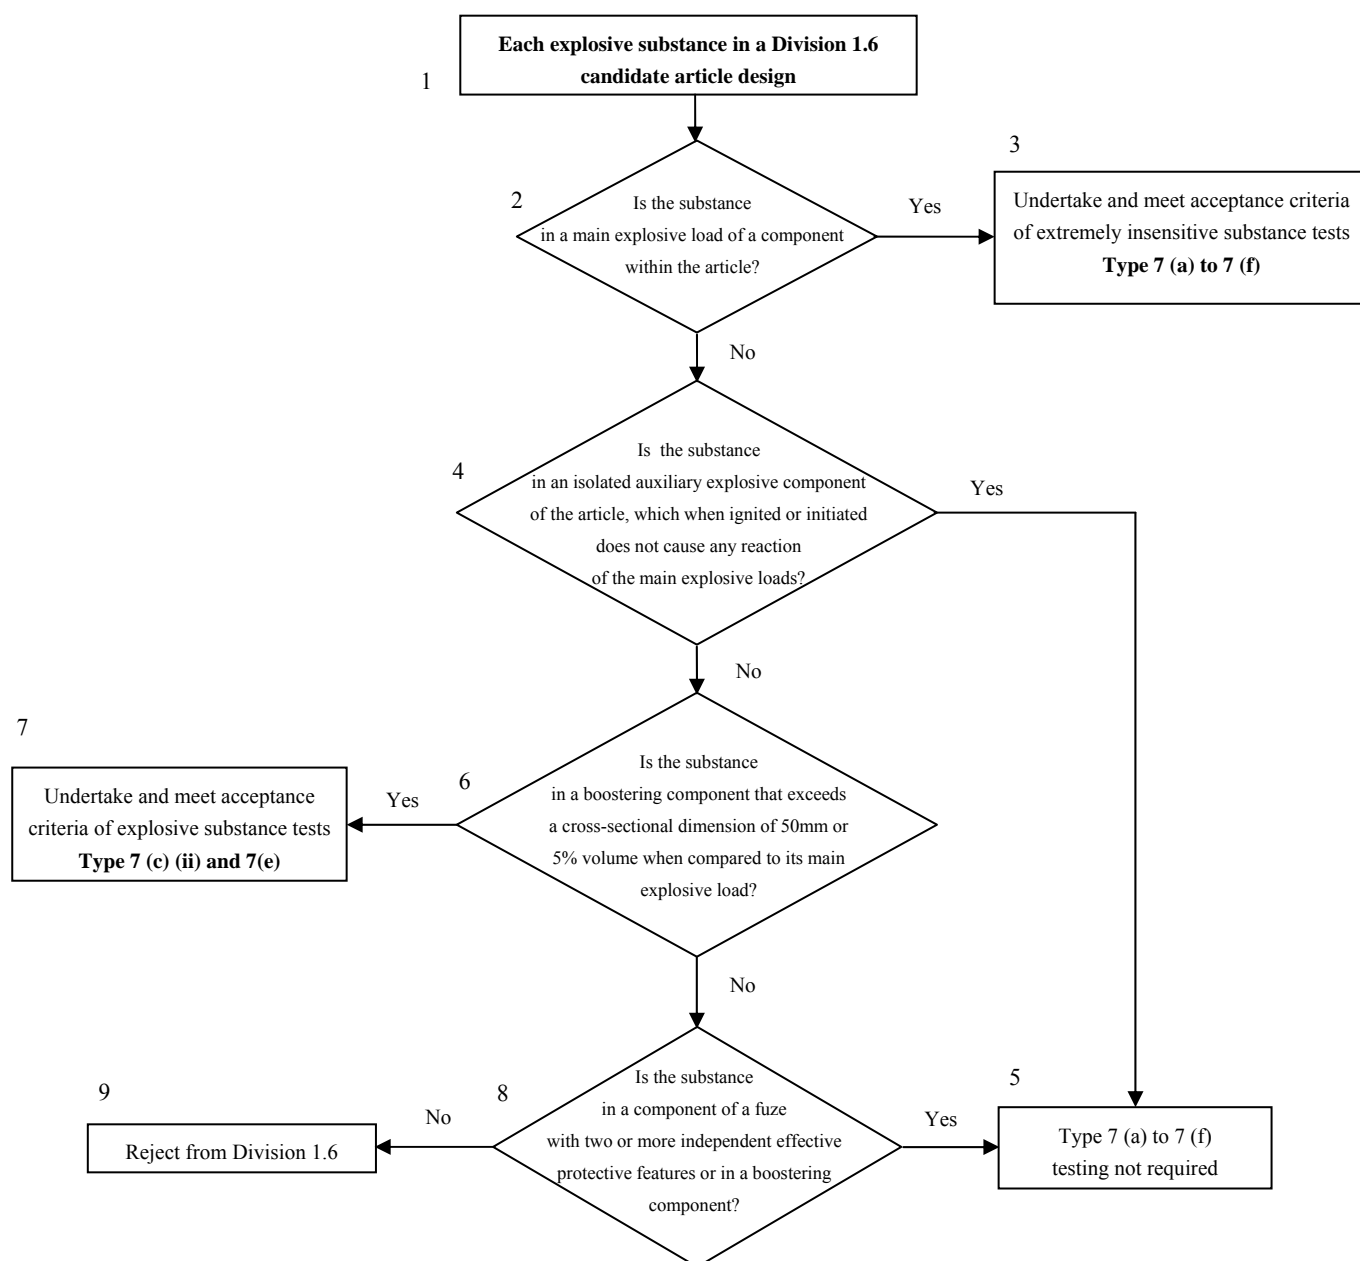 Each explosive substance in a Division 1.6
candidate article design
1
2
Is the substance
in a main explosive load of a component
within the article?
Yes
3
Undertake and meet acceptance criteria
of extremely insensitive substance tests
Type 7 (a) to 7 (f)
No
4
Is the substance
in an isolated auxiliary explosive component
of the article, which when ignited or initiated
does not cause any reaction
of the main explosive loads?
Yes
No
7
Undertake and meet acceptance
criteria of explosive substance tests
Type 7 (c) (ii) and 7(e)
Yes
6
Is the substance
in a boostering component that exceeds
a cross-sectional dimension of 50mm or
5% volume when compared to its main
explosive load?
No
9
Reject from Division 1.6
No
8
Is the substance
in a component of a fuze
with two or more independent effective
protective features or in a boostering
component?
Yes
5
Type 7 (a) to 7 (f)
testing not required